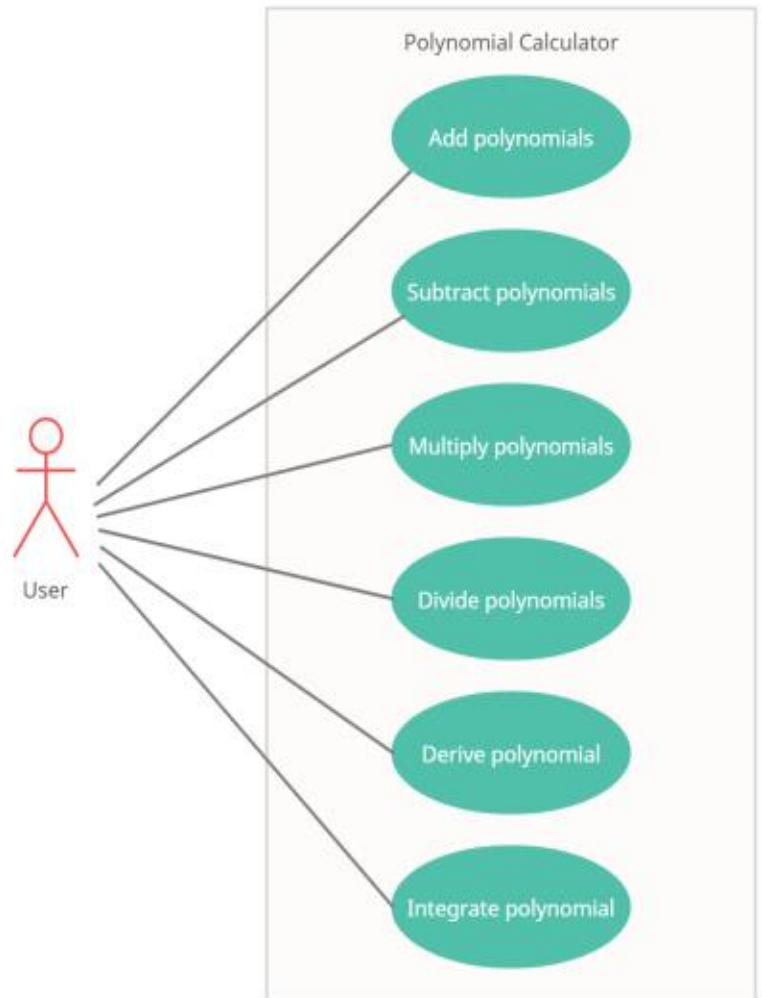 Polynomial Calculator
Add polynomials
Subtract polynomials
Multiply polynomials
User
Divide polynomials
Derive polynomial
Integrate polynomial